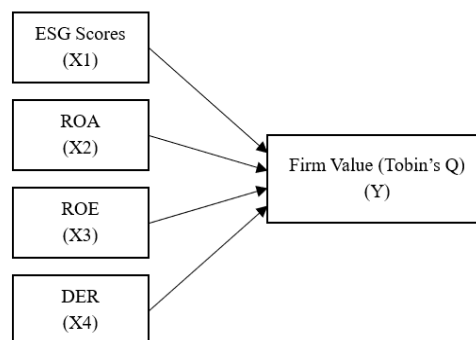 ESG Scores
(X1)
ROA
(X2)
ROE
(X3)
DER
(X4)
Firm Value (Tobin's Q)
(Y)